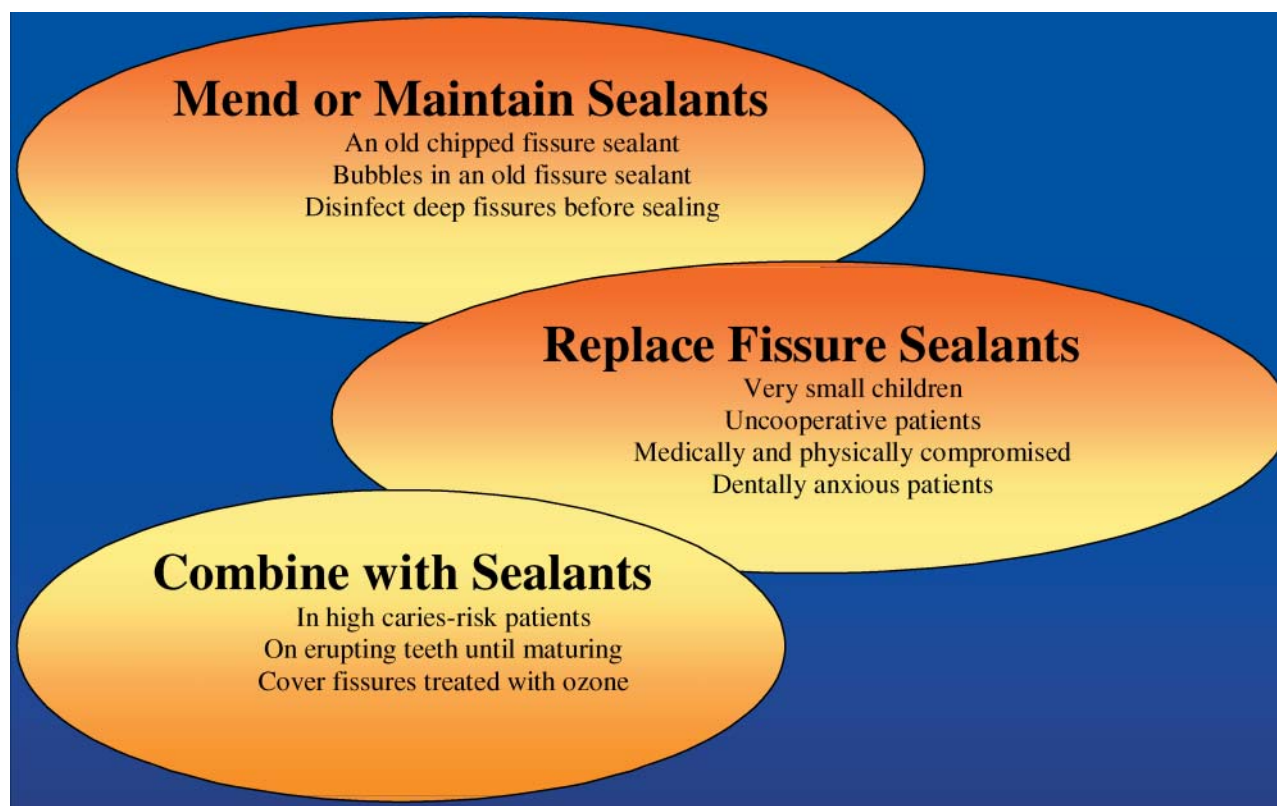 Mend or Maintain Sealants
An old chipped fissure sealant
Bubbles in an old fissure sealant
Disinfect deep fissures before sealing
Replace Fissure Sealants
Very small children
Uncooperative patients
Medically and physically compromised
Dentally anxious patients
Combine with Sealants
In high caries-risk patients
On erupting teeth until maturing
Cover fissures treated with ozone